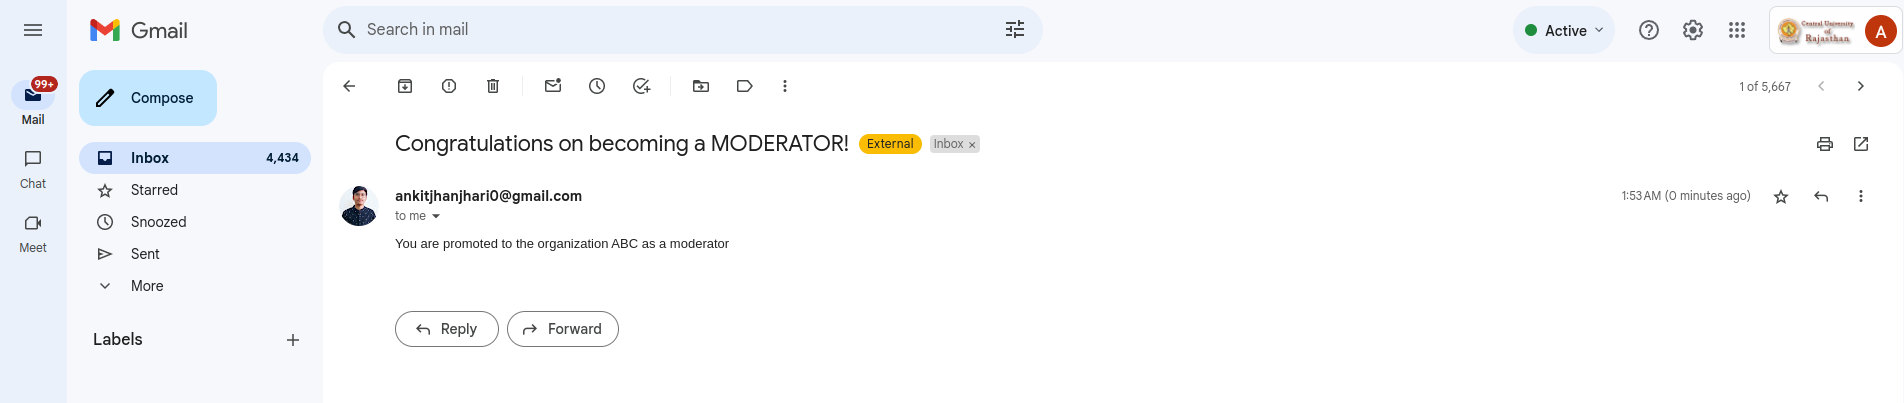 Gmail
Search in mail
Active
Central University
of
Rajasthan
A
99+
Mail
Chat
Meet
Compose
Inbox 4,434
Starred
Snoozed
Sent
More
Labels
1 of 5,667
Congratulations on becoming a MODERATOR! External Inbox ×
ankitjhanjhari0@gmail.com
1:53 AM (0 minutes ago)
to me
You are promoted to the organization ABC as a moderator
Reply
Forward